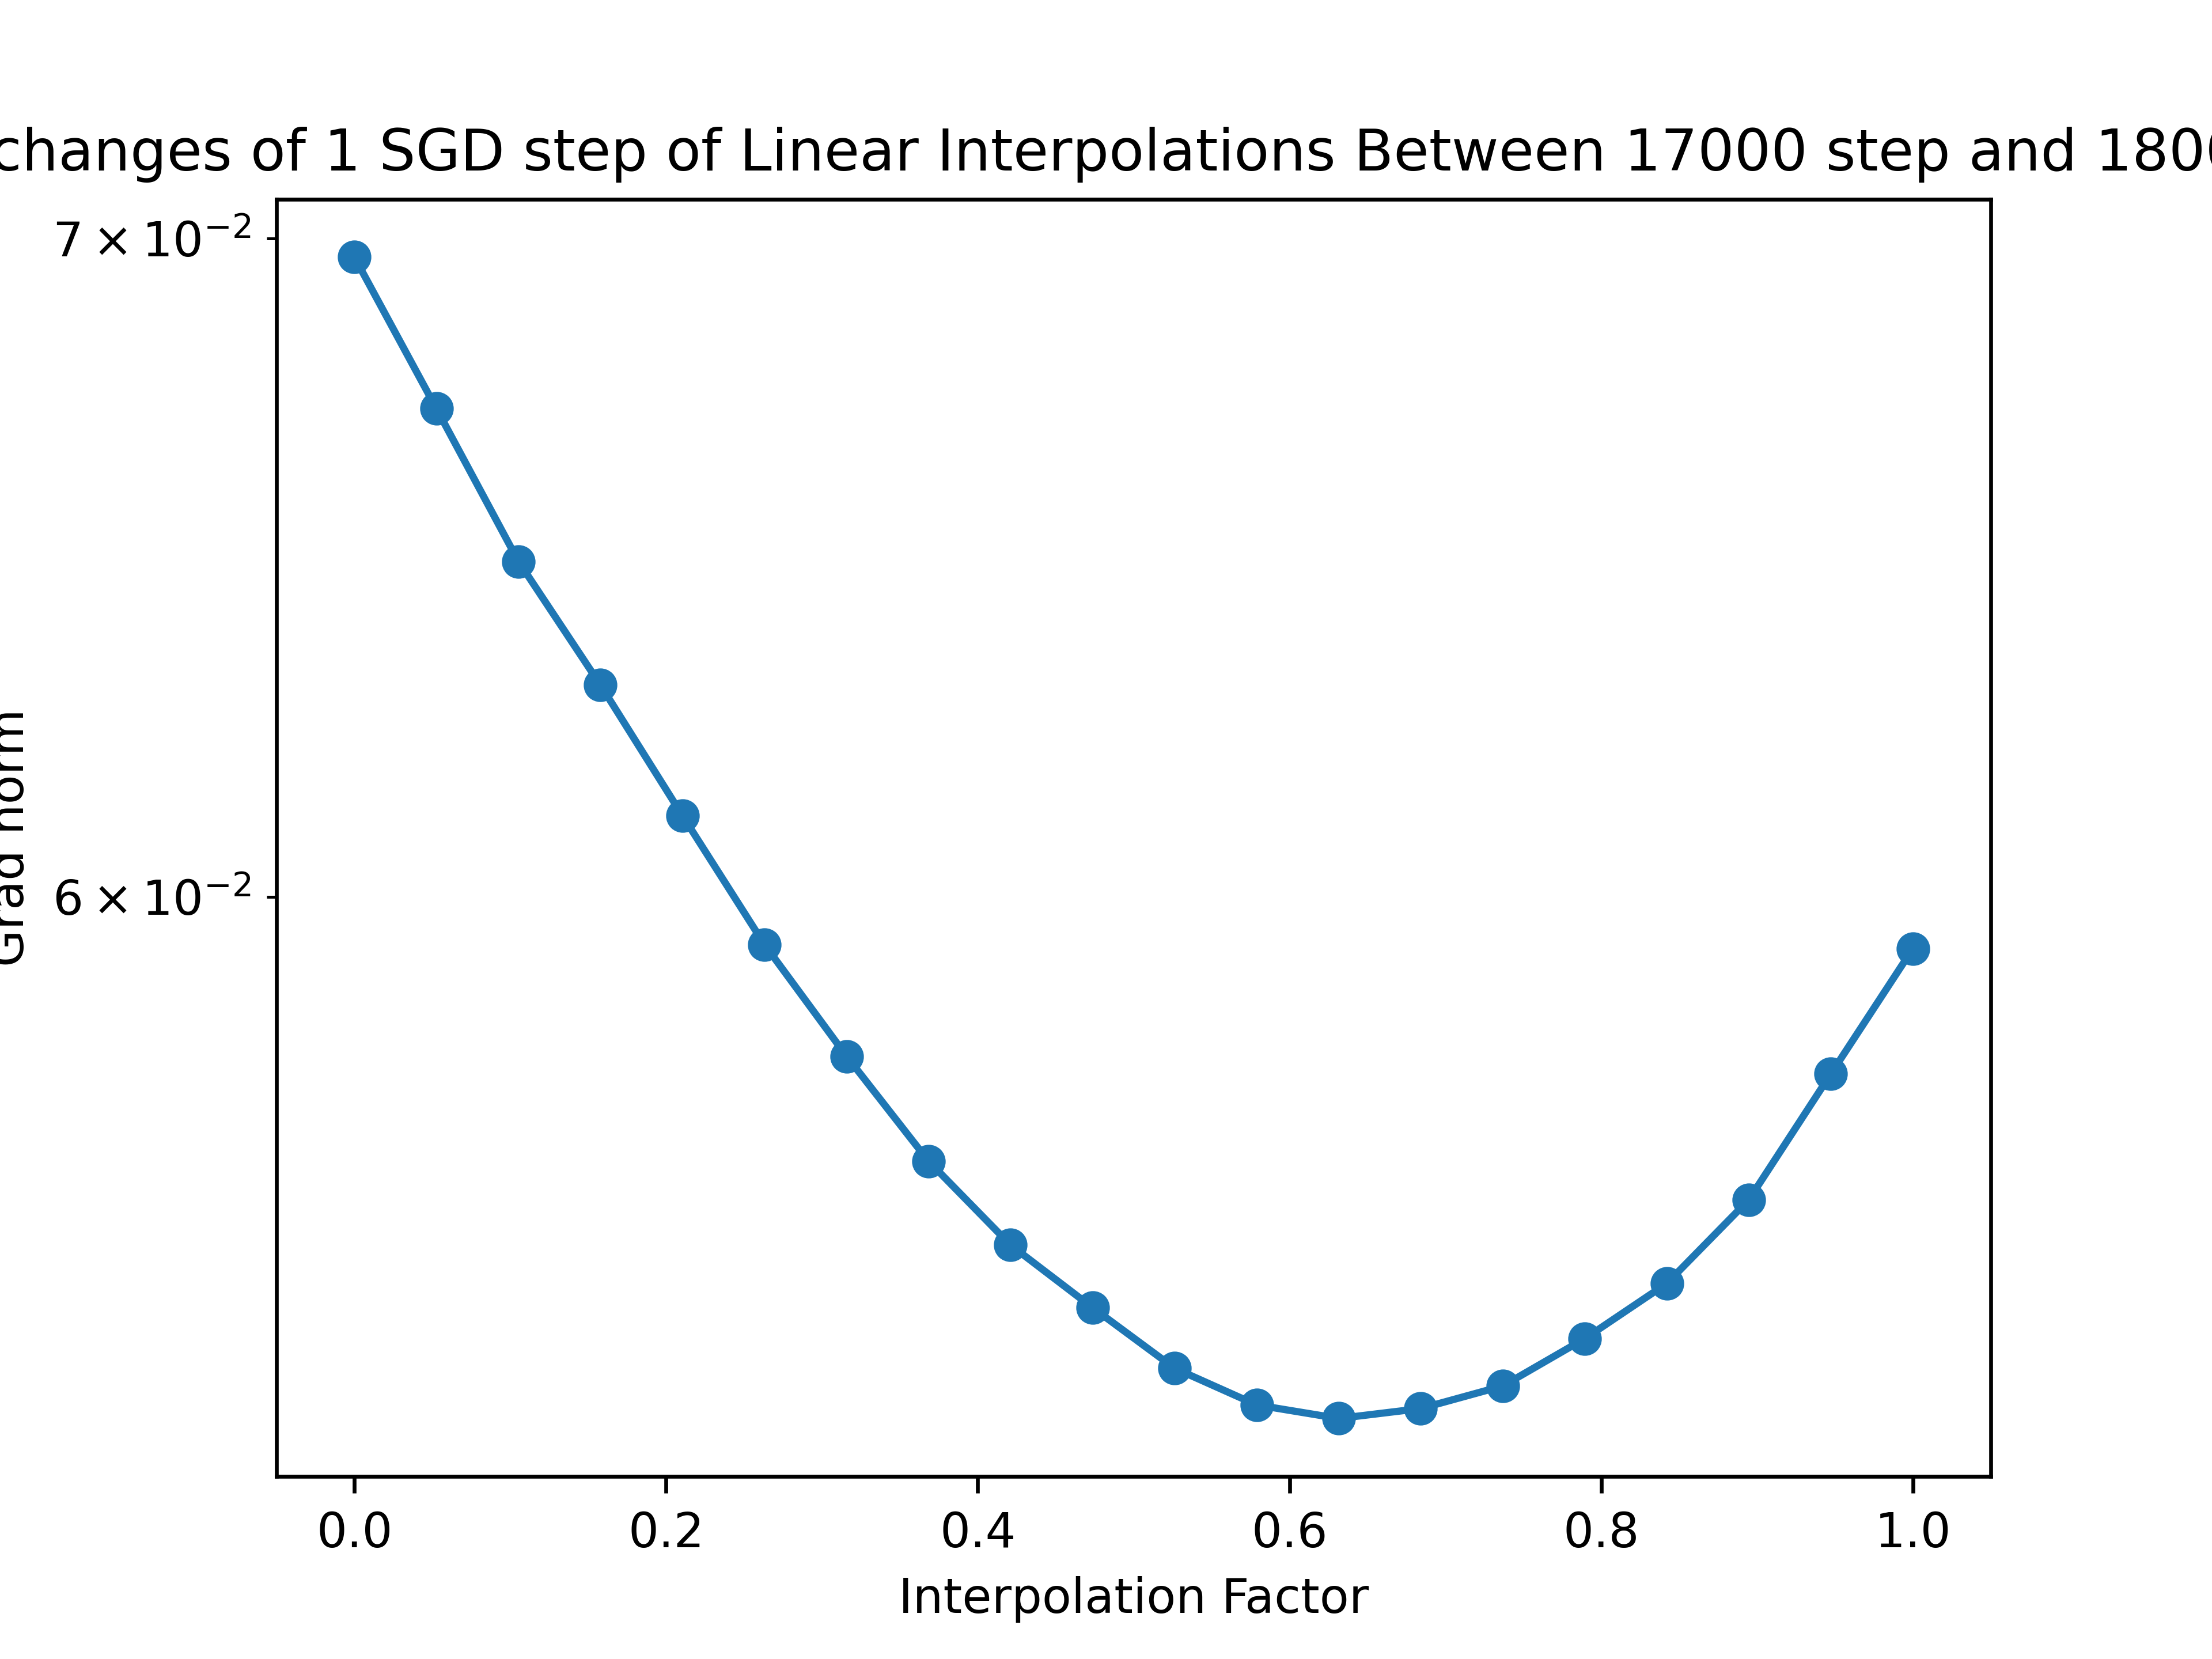 changes of 1 SGD step of Linear Interpolations Between 17000 step and 1800
7 × 10⁻²
6 × 10⁻²
Grad norm
0.0 0.2 0.4 0.6 0.8 1.0
Interpolation Factor